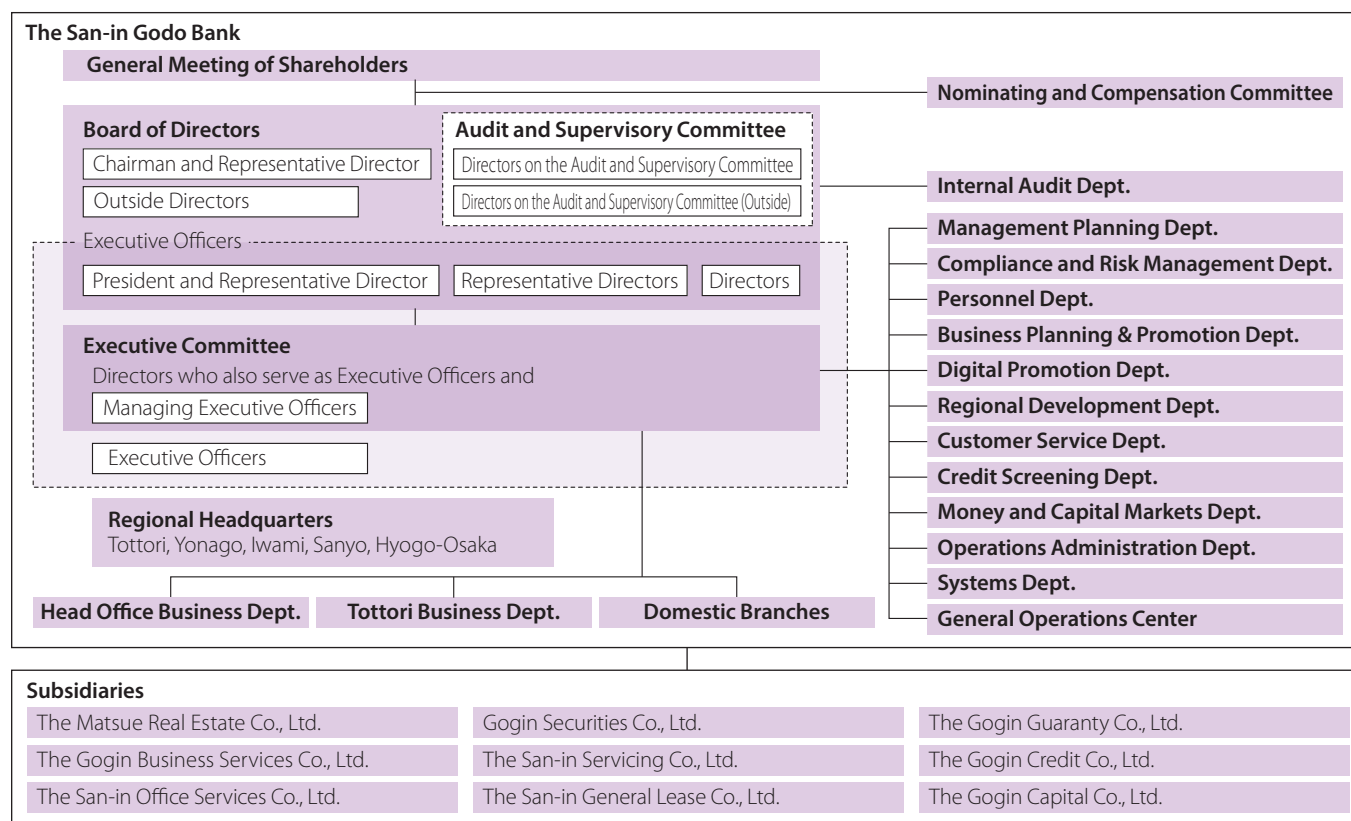 The San-in Godo Bank
General Meeting of Shareholders
Nominating and Compensation Committee
Board of Directors
Chairman and Representative Director
Outside Directors
Audit and Supervisory Committee
Directors on the Audit and Supervisory Committee
Directors on the Audit and Supervisory Committee (Outside)
Internal Audit Dept.
Executive Officers
President and Representative Director
Representative Directors
Directors
Executive Committee
Directors who also serve as Executive Officers and
Managing Executive Officers
Executive Officers
Management Planning Dept.
Compliance and Risk Management Dept.
Personnel Dept.
Business Planning & Promotion Dept.
Digital Promotion Dept.
Regional Development Dept.
Customer Service Dept.
Credit Screening Dept.
Money and Capital Markets Dept.
Operations Administration Dept.
Systems Dept.
General Operations Center
Regional Headquarters
Tottori, Yonago, Iwami, Sanyo, Hyogo-Osaka
Head Office Business Dept.
Tottori Business Dept.
Domestic Branches
Subsidiaries
The Matsue Real Estate Co., Ltd.
Gogin Securities Co., Ltd.
The Gogin Guaranty Co., Ltd.
The Gogin Business Services Co., Ltd.
The San-in Servicing Co., Ltd.
The Gogin Credit Co., Ltd.
The San-in Office Services Co., Ltd.
The San-in General Lease Co., Ltd.
The Gogin Capital Co., Ltd.